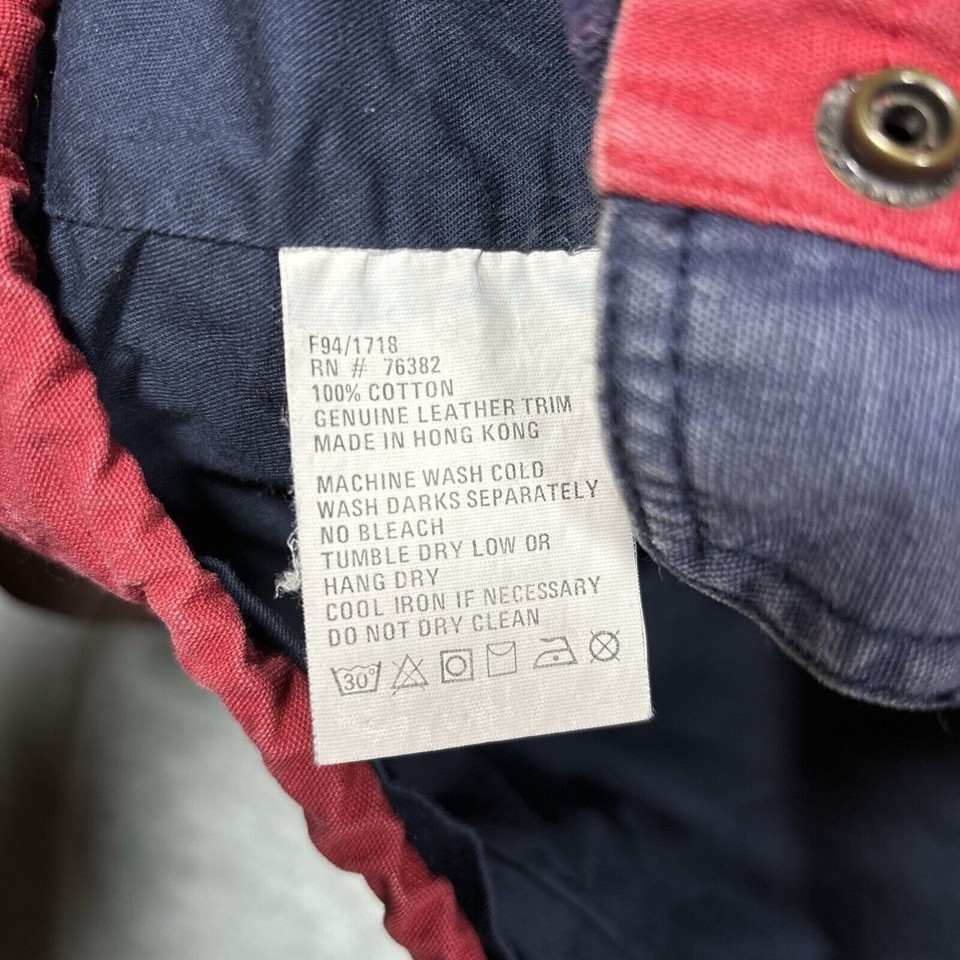 F94/1718
RN # 76382
100% COTTON
GENUINE LEATHER TRIM
MADE IN HONG KONG
MACHINE WASH COLD
WASH DARKS SEPARATELY
NO BLEACH
TUMBLE DRY LOW OR
HANG DRY
COOL IRON IF NECESSARY
DO NOT DRY CLEAN
30°